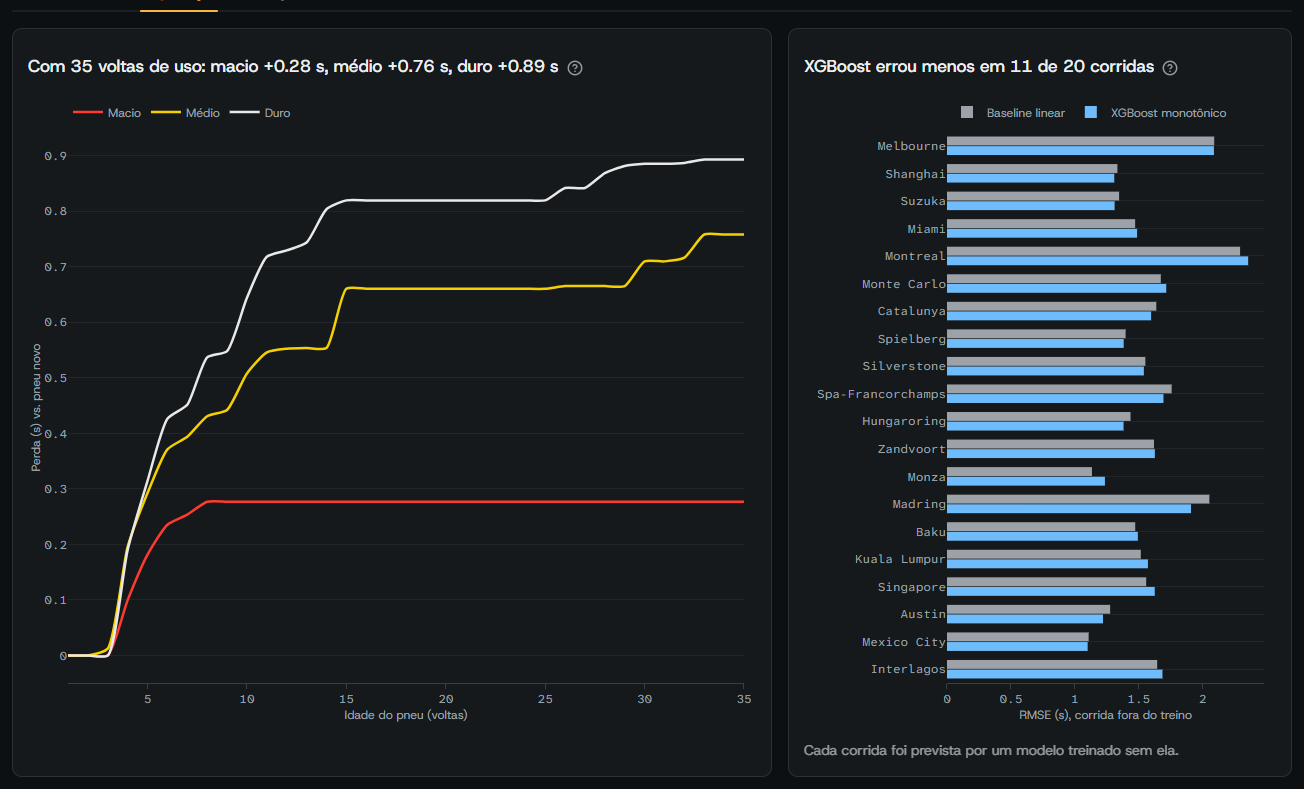 Com 35 voltas de uso: macio +0.28 s, médio +0.76 s, duro +0.89 s ?
Macio Médio Duro
0.9
0.8
0.7
0.6
0.5
0.4
0.3
0.2
0.1
0
Perda (s) vs. pneu novo
5 10 15 20 25 30 35
Idade do pneu (voltas)
XGBoost errou menos em 11 de 20 corridas ?
Baseline linear XGBoost monotônico
Melbourne
Shanghai
Suzuka
Miami
Montreal
Monte Carlo
Catalunya
Spielberg
Silverstone
Spa-Francorchamps
Hungaroring
Zandvoort
Monza
Madring
Baku
Kuala Lumpur
Singapore
Austin
Mexico City
Interlagos
0 0.5 1 1.5 2
RMSE (s), corrida fora do treino
Cada corrida foi prevista por um modelo treinado sem ela.